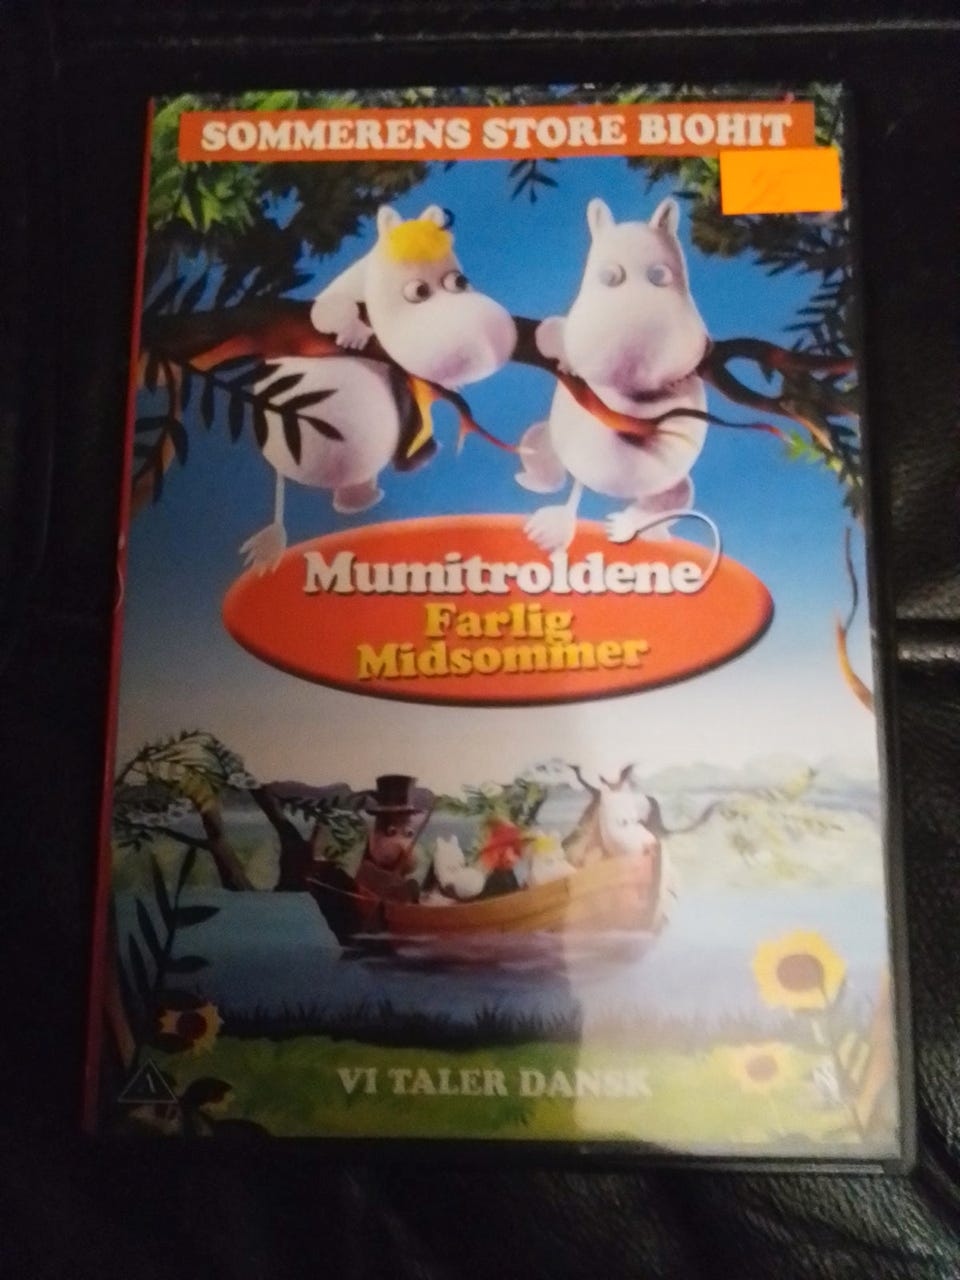 SOMMERENS STORE BIOHIT
Mumitroldene
Farlig
Midsommer
VI TALER DANSK